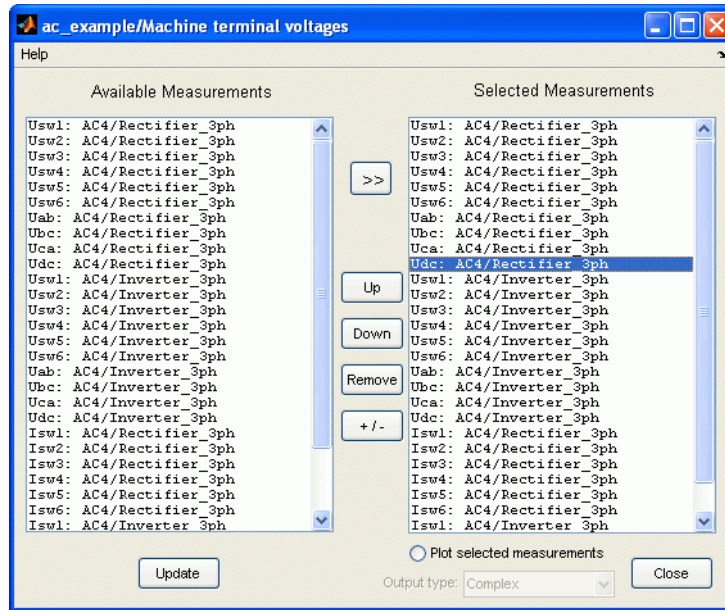 ac_example/Machine terminal voltages
Help
Available Measurements
Uswl: AC4/Rectifier_3ph
Usw2: AC4/Rectifier_3ph
Usw3: AC4/Rectifier_3ph
Usw4: AC4/Rectifier_3ph
Usw5: AC4/Rectifier_3ph
Usw6: AC4/Rectifier_3ph
Uab: AC4/Rectifier_3ph
Ubc: AC4/Rectifier_3ph
Uca: AC4/Rectifier_3ph
Udc: AC4/Rectifier_3ph
Usw1: AC4/Inverter_3ph
Usw2: AC4/Inverter_3ph
Usw3: AC4/Inverter_3ph
Usw4: AC4/Inverter_3ph
Usw5: AC4/Inverter_3ph
Usw6: AC4/Inverter_3ph
Uab: AC4/Inverter_3ph
Ubc: AC4/Inverter_3ph
Uca: AC4/Inverter_3ph
Udc: AC4/Inverter_3ph
Isw1: AC4/Rectifier_3ph
Isw2: AC4/Rectifier_3ph
Isw3: AC4/Rectifier_3ph
Isw4: AC4/Rectifier_3ph
Isw5: AC4/Rectifier_3ph
Isw6: AC4/Rectifier_3ph
Isw1: AC4/Inverter 3ph
Update
>>
Up
Down
Remove
+ / -
Selected Measurements
Usw1: AC4/Rectifier_3ph
Usw2: AC4/Rectifier_3ph
Usw3: AC4/Rectifier_3ph
Usw4: AC4/Rectifier_3ph
Usw5: AC4/Rectifier_3ph
Usw6: AC4/Rectifier_3ph
Uab: AC4/Rectifier_3ph
Ubc: AC4/Rectifier_3ph
Uca: AC4/Rectifier_3ph
Udc: AC4/Rectifier_3ph
Usw1: AC4/Inverter_3ph
Usw2: AC4/Inverter_3ph
Usw3: AC4/Inverter_3ph
Usw4: AC4/Inverter_3ph
Usw5: AC4/Inverter_3ph
Usw6: AC4/Inverter_3ph
Uab: AC4/Inverter_3ph
Ubc: AC4/Inverter_3ph
Uca: AC4/Inverter_3ph
Udc: AC4/Inverter_3ph
Isw1: AC4/Rectifier_3ph
Isw2: AC4/Rectifier_3ph
Isw3: AC4/Rectifier_3ph
Isw4: AC4/Rectifier_3ph
Isw5: AC4/Rectifier_3ph
Isw6: AC4/Rectifier_3ph
Isw1: AC4/Inverter 3ph
Plot selected measurements
Output type: Complex
Close